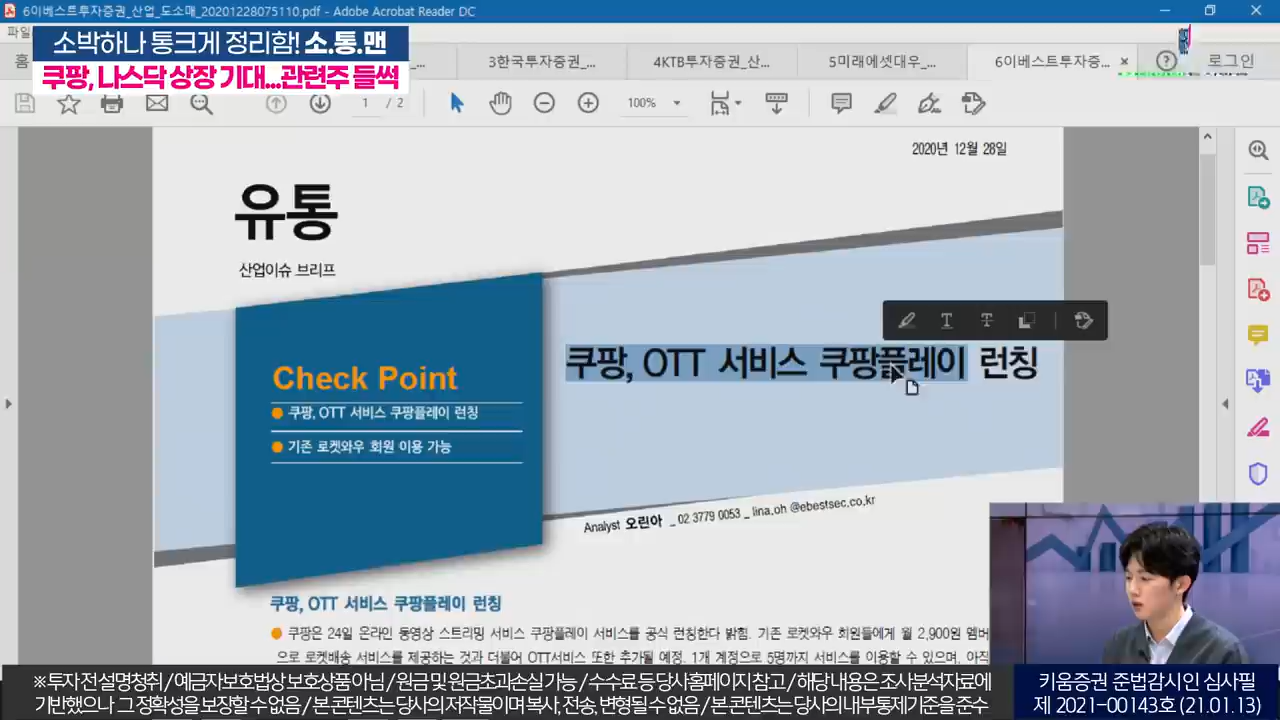 6이베스트투자증권_산업_도소매_20201228075110.pdf - Adobe Acrobat Reader DC
소박하나 통크게 정리함! 소.통.맨
쿠팡, 나스닥 상장 기대...관련주 들썩
3한국투자증권_...
4KTB투자증권_산...
5미래에셋대우_...
6이베스트투자증...
로그인
1 / 2
100%
2020년 12월 28일
유통
산업이슈 브리프
Check Point
쿠팡, OTT 서비스 쿠팡플레이 런칭
기존 로켓와우 회원 이용 가능
쿠팡, OTT 서비스 쿠팡플레이 런칭
Analyst 오린아 _ 02 3779 0053 _ lina.oh @ebestsec.co.kr
쿠팡, OTT 서비스 쿠팡플레이 런칭
쿠팡은 24일 온라인 동영상 스트리밍 서비스 쿠팡플레이 서비스를 공식 런칭한다 밝힘. 기존 로켓와우 회원들에게 월 2,900원 멤버
으로 로켓배송 서비스를 제공하는 것과 더불어 OTT서비스 또한 추가될 예정. 1개 계정으로 5명까지 서비스를 이용할 수 있으며, 아직
※ 투자 전 설명청취 / 예금자보호법상 보호상품 아님 / 원금 및 원금초과손실 가능 / 수수료 등 당사 홈페이지 참고 / 해당 내용은 조사분석자료에
기반했으나 그 정확성을 보장할 수 없음 / 본 콘텐츠는 당사의 저작물이며 복사, 전송, 변형될 수 없음 / 본 콘텐츠는 당사의 내부통제기준을 준수
키움증권 준법감시인 심사필
제 2021-00143호 (21.01.13)